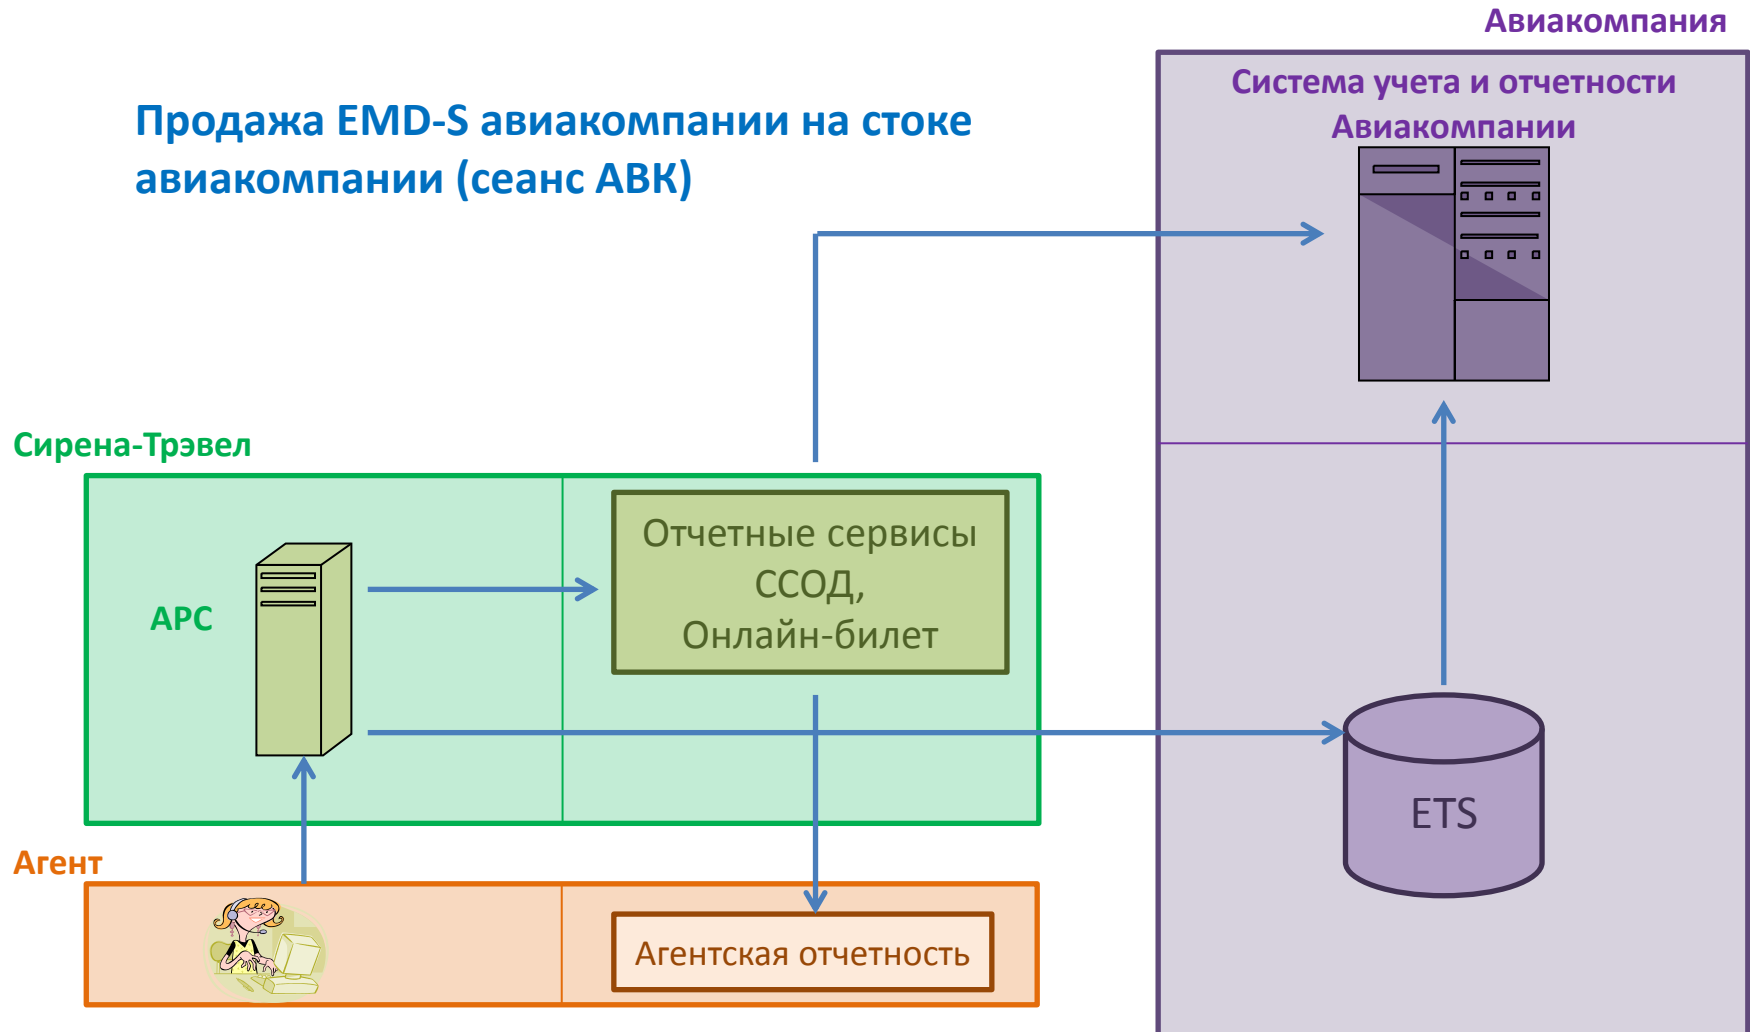 Авиакомпания
Система учета и отчетности
Авиакомпании
Продажа EMD-S авиакомпании на стоке
авиакомпании (сеанс АВК)
Сирена-Трэвел
АРС
Отчетные сервисы
ССОД,
Онлайн-билет
ETS
Агент
Агентская отчетность